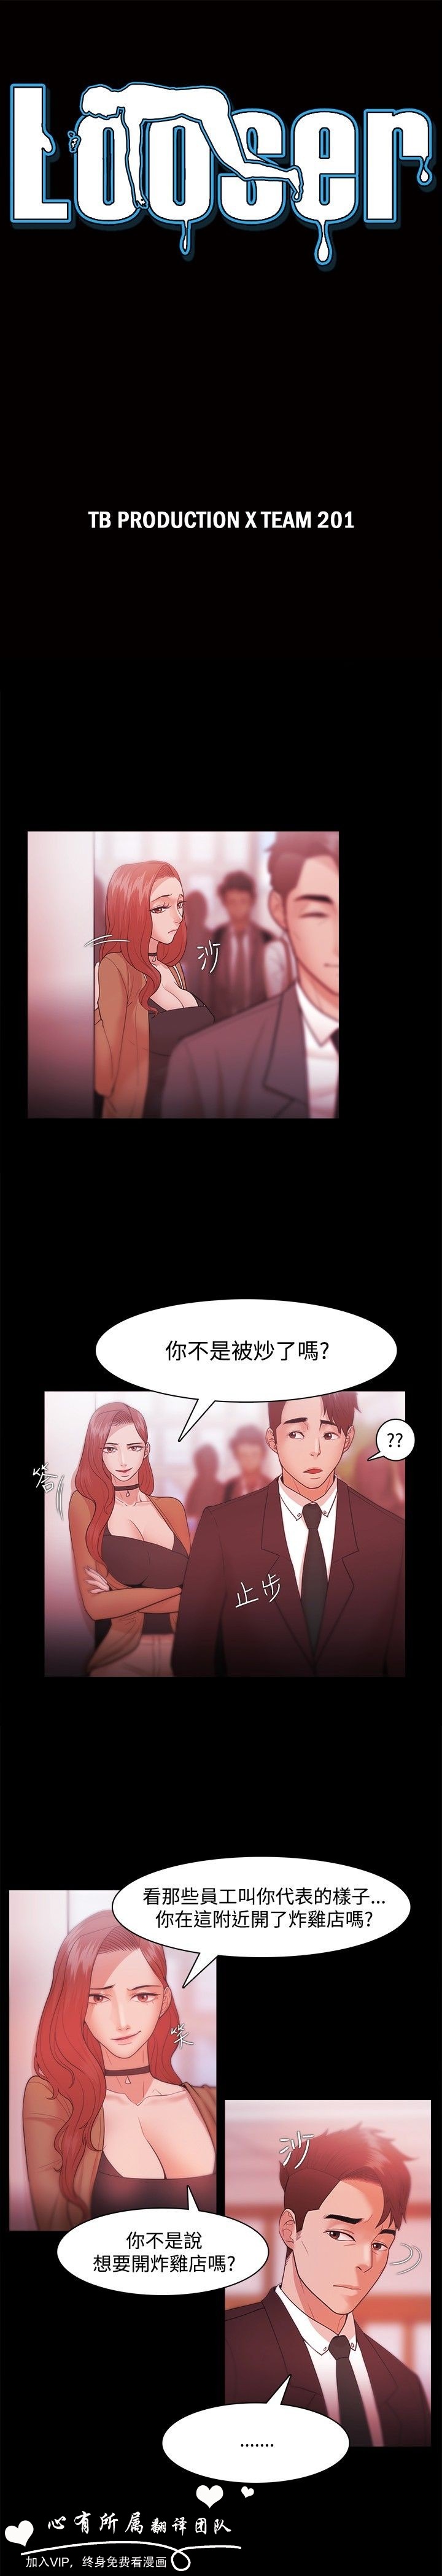 Looser
TB PRODUCTION X TEAM 201
沙
你不是被炒了嗎?
??
答
止步
看那些員工叫你代表的樣子...
你在這附近開了炸雞店嗎?
笑
沙
你不是說
想要開炸雞店嗎?
.......
心有所属翻译团队
加入VIP，终身免费看漫画